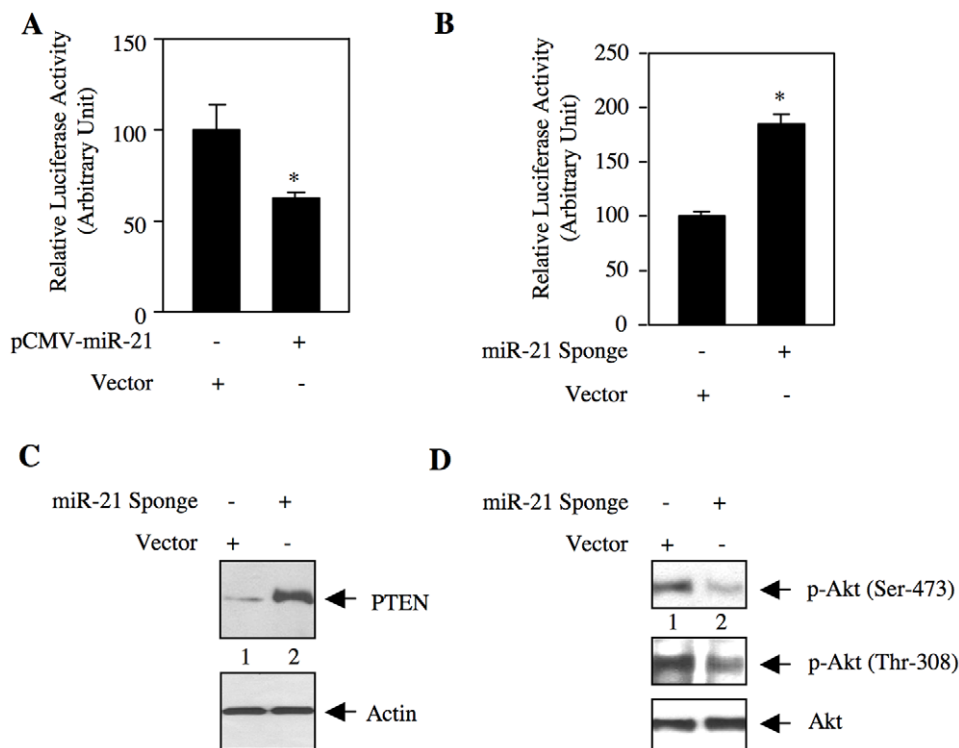 A
Relative Luciferase Activity
(Arbitrary Unit)
150
100
50
0
*
pCMV-miR-21 - +
Vector + -
B
Relative Luciferase Activity
(Arbitrary Unit)
250
200
150
100
50
0
*
miR-21 Sponge - +
Vector + -
C
miR-21 Sponge - +
Vector + -
PTEN
1 2
Actin
D
miR-21 Sponge - +
Vector + -
p-Akt (Ser-473)
1 2
p-Akt (Thr-308)
Akt